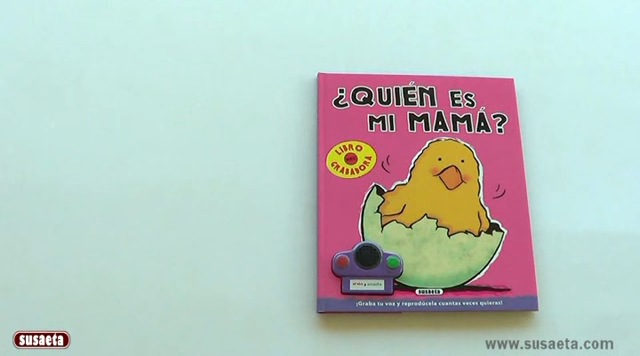 ¿QUIÉN ES
MI MAMÁ?
LIBRO
GRABADORA
susaeta
¡Graba tu voz y reprodúcela cuantas veces quieras!
susaeta
www.susaeta.com